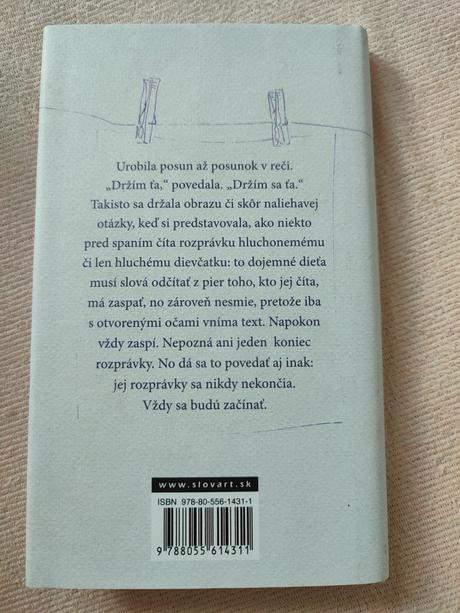 Urobila posun až posunok v reči.
„Držím ťa,“ povedala. „Držím sa ťa.“
Takisto sa držala obrazu či skôr naliehavej
otázky, keď si predstavovala, ako niekto
pred spaním číta rozprávku hluchonemému
či len hluchému dievčatku: to dojemné dieťa
musí slová odčítať z pier toho, kto jej číta,
má zaspať, no zároveň nesmie, pretože iba
s otvorenými očami vníma text. Napokon
vždy zaspí. Nepozná ani jeden koniec
rozprávky. No dá sa to povedať aj inak:
jej rozprávky sa nikdy nekončia.
Vždy sa budú začínať.
www.slovart.sk
ISBN 978-80-556-1431-1
9 788055 614311